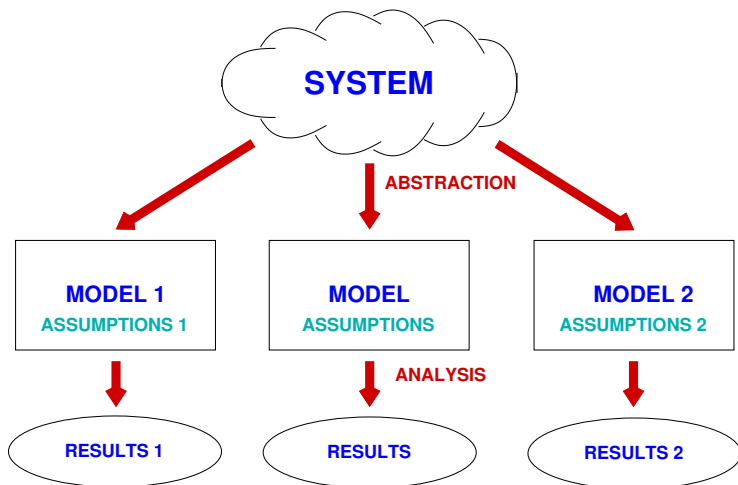 SYSTEM
ABSTRACTION
MODEL 1
ASSUMPTIONS 1
MODEL
ASSUMPTIONS
MODEL 2
ASSUMPTIONS 2
ANALYSIS
RESULTS 1
RESULTS
RESULTS 2